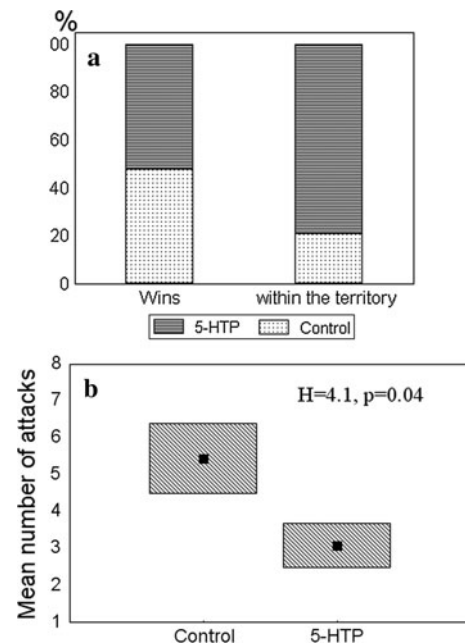 %
a
00
80
60
40
20
0
Wins within the territory
5-HTP Control
b
H=4.1, p=0.04
Mean number of attacks
8
7
6
5
4
3
2
1
Control 5-HTP